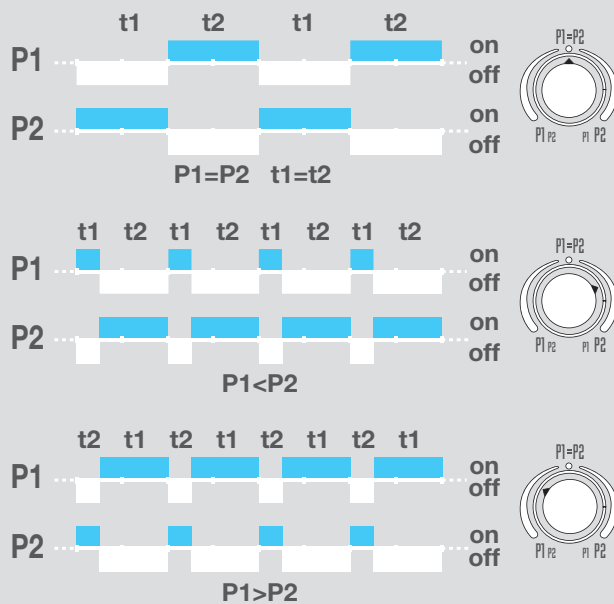 t1 t2 t1 t2
P1 on
off
P1=P2
P1 P2 P1 P2
P2 on
off
P1=P2 t1=t2
t1 t2 t1 t2 t1 t2 t1 t2
P1 on
off
P1=P2
P1 P2 P1 P2
P2 on
off
P1<P2
t2 t1 t2 t1 t2 t1 t2 t1
P1 on
off
P1=P2
P1 P2 P1 P2
P2 on
off
P1>P2